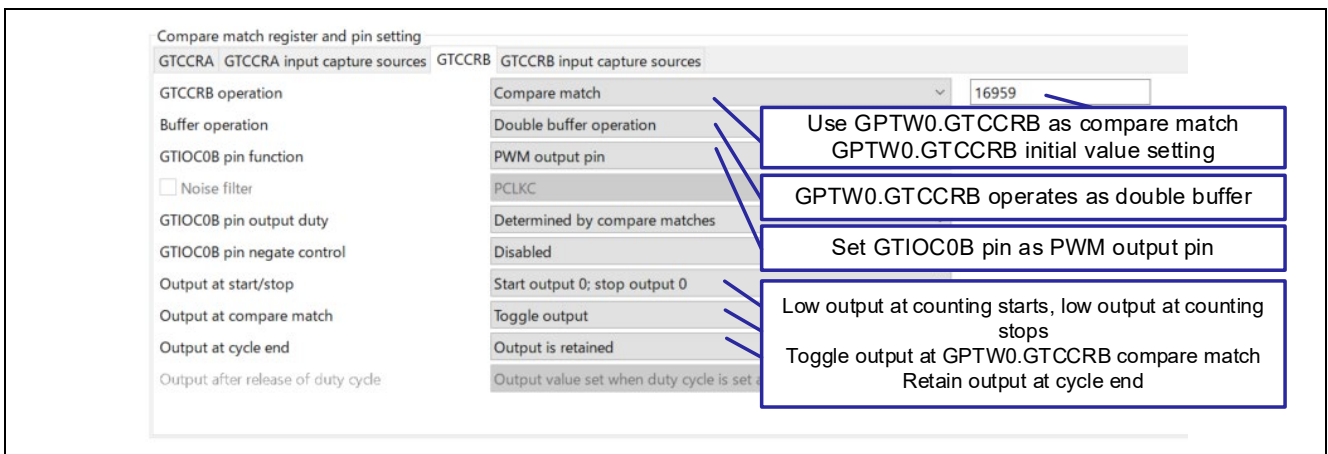 Compare match register and pin setting
GTCCRA GTCCRA input capture sources GTCCRB GTCCRB input capture sources
GTCCRB operation Compare match 16959
Use GPTW0.GTCCRB as compare match
GPTW0.GTCCRB initial value setting
Buffer operation Double buffer operation
GTIOC0B pin function PWM output pin
Noise filter PCLKC
GPTW0.GTCCRB operates as double buffer
GTIOC0B pin output duty Determined by compare matches
GTIOC0B pin negate control Disabled
Set GTIOC0B pin as PWM output pin
Output at start/stop Start output 0; stop output 0
Output at compare match Toggle output
Output at cycle end Output is retained
Output after release of duty cycle Output value set when duty cycle is set
Low output at counting starts, low output at counting
stops
Toggle output at GPTW0.GTCCRB compare match
Retain output at cycle end